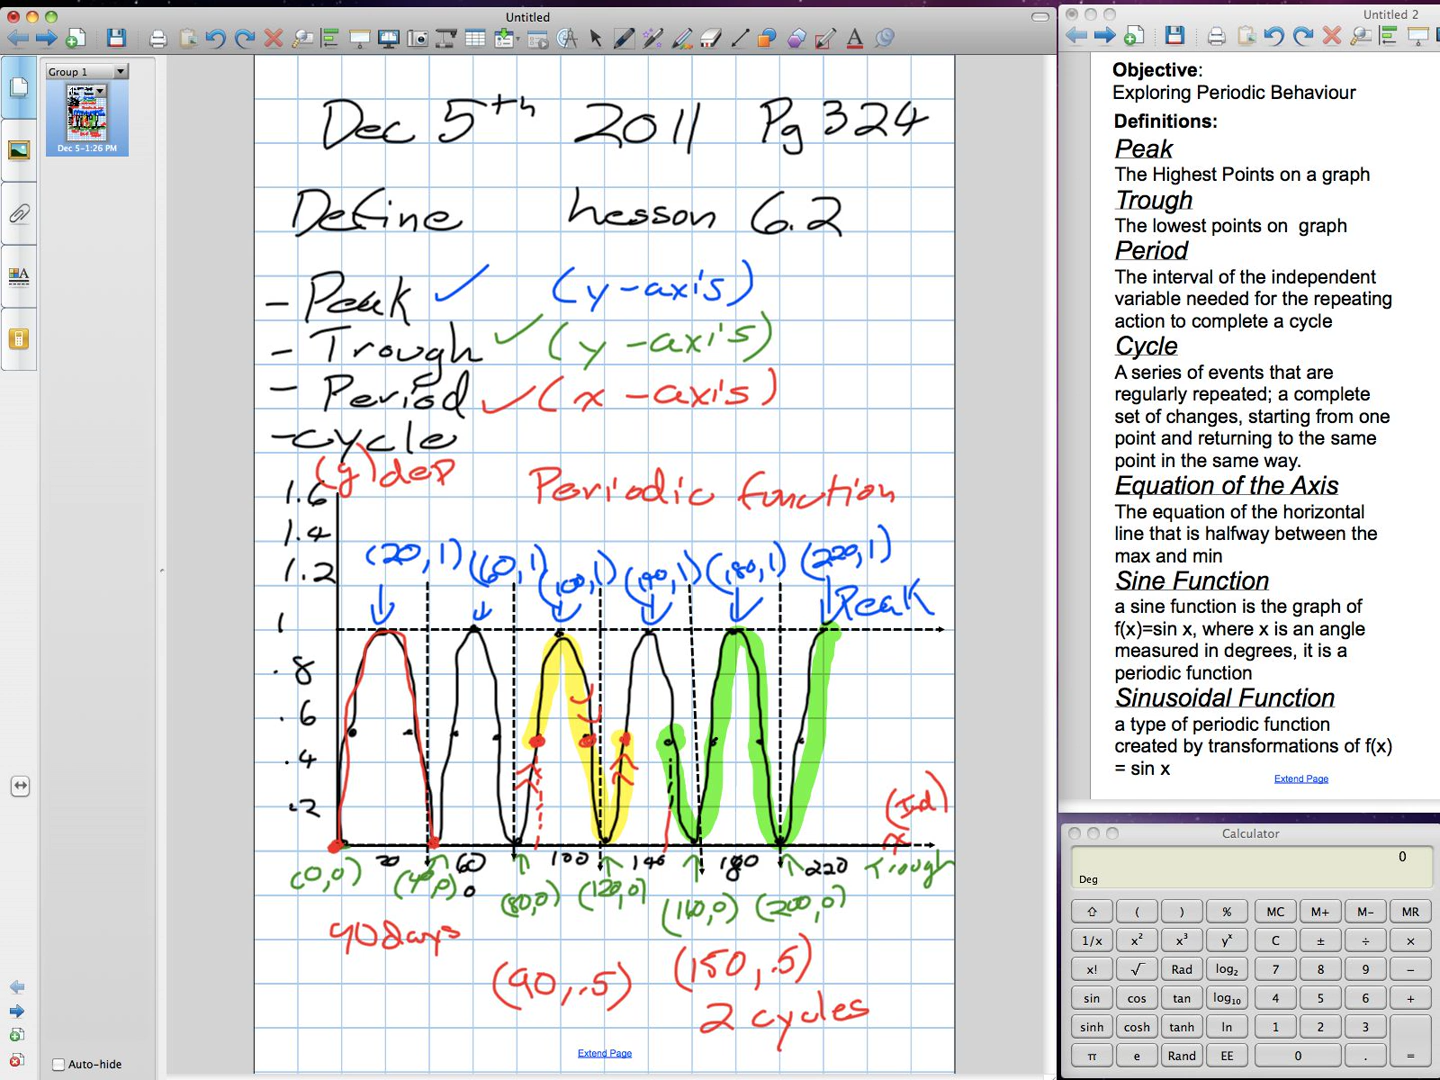 Untitled
Group 1
Dec 5-1:26 PM
Dec 5th 2011 Pg 324
Define Lesson 6.2
- Peak ✓ (y-axis)
- Trough ✓ (y-axis)
- Period ✓ (x-axis)
- cycle
(y) dep
Periodic function
1.6
1.4
1.2
1
.8
.6
.4
.2
(20,1) (60,1) (100,1) (140,1) (180,1) (220,1)
Peak
(Ind)
x
20 60 100 140 180 220 Trough
0
(0,0) (40,0) (80,0) (120,0) (160,0) (200,0)
40 days
(90,.5) (150,.5)
2 cycles
Extend Page
Auto-hide
Untitled 2
Objective:
Exploring Periodic Behaviour
Definitions:
Peak
The Highest Points on a graph
Trough
The lowest points on graph
Period
The interval of the independent
variable needed for the repeating
action to complete a cycle
Cycle
A series of events that are
regularly repeated; a complete
set of changes, starting from one
point and returning to the same
point in the same way.
Equation of the Axis
The equation of the horizontal
line that is halfway between the
max and min
Sine Function
a sine function is the graph of
f(x)=sin x, where x is an angle
measured in degrees, it is a
periodic function
Sinusoidal Function
a type of periodic function
created by transformations of f(x)
= sin x
Extend Page
Calculator
0
Deg
( ) % MC M+ M− MR
1/x x² x³ yˣ C ± ÷ ×
x! √ Rad log₂ 7 8 9 −
sin cos tan log₁₀ 4 5 6 +
sinh cosh tanh ln 1 2 3
π e Rand EE 0 . =